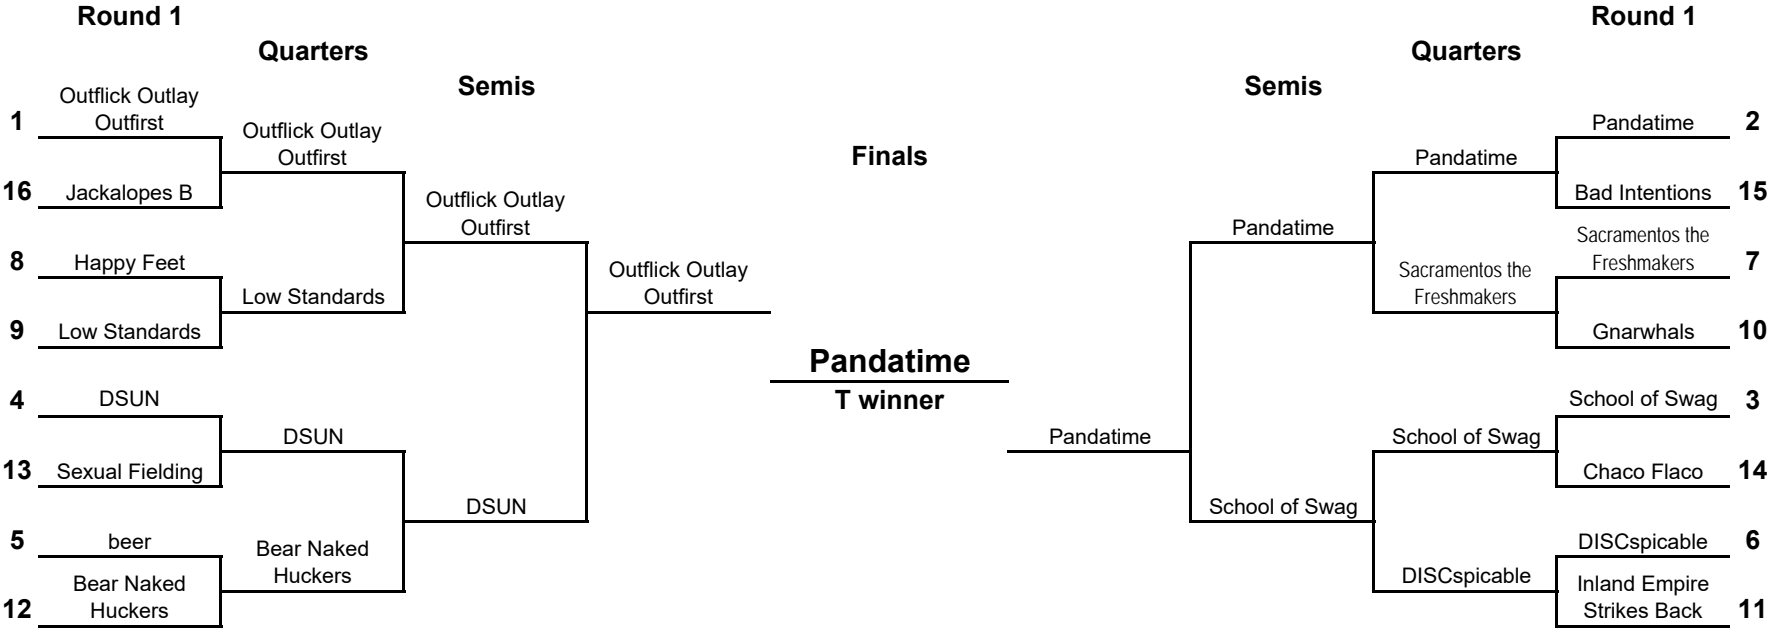 Round 1
Round 1
Quarters
Quarters
Semis
Semis
Finals
1
Outflick Outlay
Outfirst
16
Jackalopes B
8
Happy Feet
9
Low Standards
4
DSUN
13
Sexual Fielding
5
beer
12
Bear Naked
Huckers
Outflick Outlay
Outfirst
Low Standards
DSUN
Bear Naked
Huckers
Outflick Outlay
Outfirst
DSUN
Outflick Outlay
Outfirst
Pandatime
T winner
Pandatime
Pandatime
School of Swag
Pandatime
Sacramentos the
Freshmakers
School of Swag
DISCspicable
Pandatime
2
Bad Intentions
15
Sacramentos the
Freshmakers
7
Gnarwhals
10
School of Swag
3
Chaco Flaco
14
DISCspicable
6
Inland Empire
Strikes Back
11